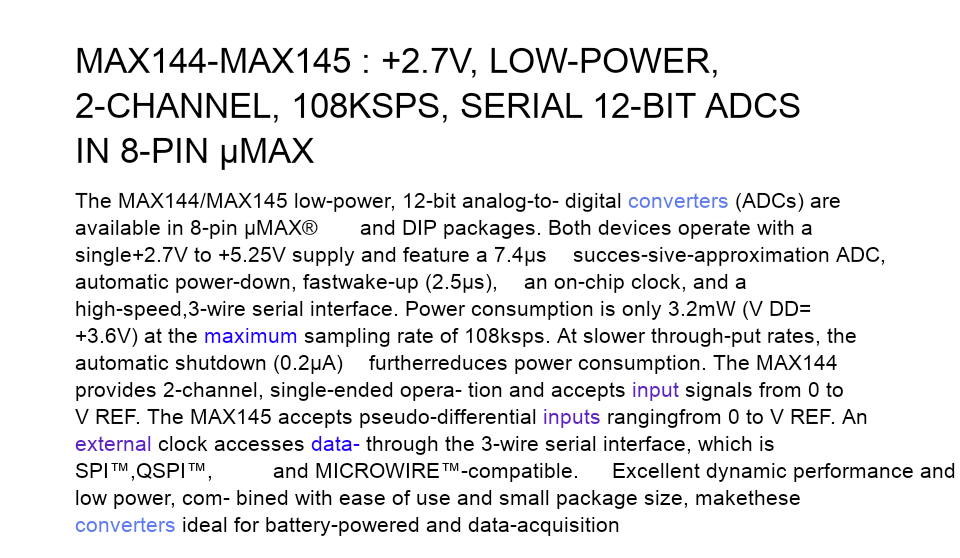 MAX144-MAX145 : +2.7V, LOW-POWER,
2-CHANNEL, 108KSPS, SERIAL 12-BIT ADCS
IN 8-PIN µMAX
The MAX144/MAX145 low-power, 12-bit analog-to- digital converters (ADCs) are
available in 8-pin µMAX® and DIP packages. Both devices operate with a
single+2.7V to +5.25V supply and feature a 7.4µs succes-sive-approximation ADC,
automatic power-down, fastwake-up (2.5µs), an on-chip clock, and a
high-speed,3-wire serial interface. Power consumption is only 3.2mW (V DD=
+3.6V) at the maximum sampling rate of 108ksps. At slower through-put rates, the
automatic shutdown (0.2µA) furtherreduces power consumption. The MAX144
provides 2-channel, single-ended opera- tion and accepts input signals from 0 to
V REF. The MAX145 accepts pseudo-differential inputs rangingfrom 0 to V REF. An
external clock accesses data- through the 3-wire serial interface, which is
SPI™,QSPI™, and MICROWIRE™-compatible. Excellent dynamic performance and
low power, com- bined with ease of use and small package size, makethese
converters ideal for battery-powered and data-acquisition